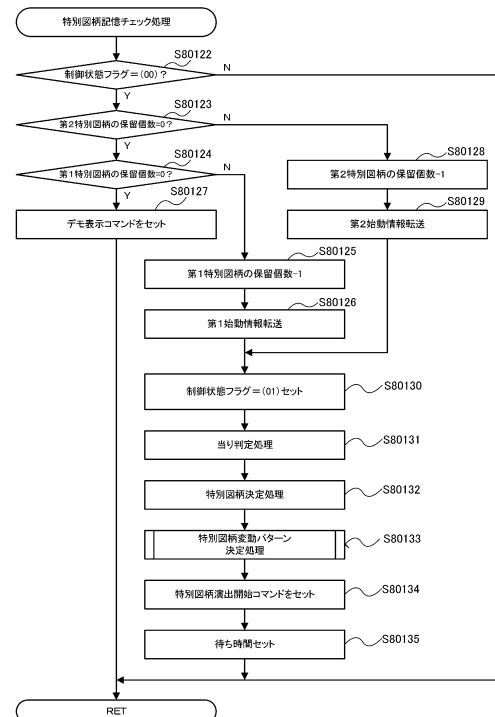 特別図柄記憶チェック処理
S80122
制御状態フラグ=(00)?
N
Y
S80123
第2特別図柄の保留個数=0?
N
Y
S80124
第1特別図柄の保留個数=0?
N
Y
S80127
デモ表示コマンドをセット
S80128
第2特別図柄の保留個数-1
S80129
第2始動情報転送
S80125
第1特別図柄の保留個数-1
S80126
第1始動情報転送
制御状態フラグ=(01)セット
S80130
当り判定処理
S80131
特別図柄決定処理
S80132
特別図柄変動パターン
決定処理
S80133
特別図柄演出開始コマンドをセット
S80134
待ち時間セット
S80135
RET